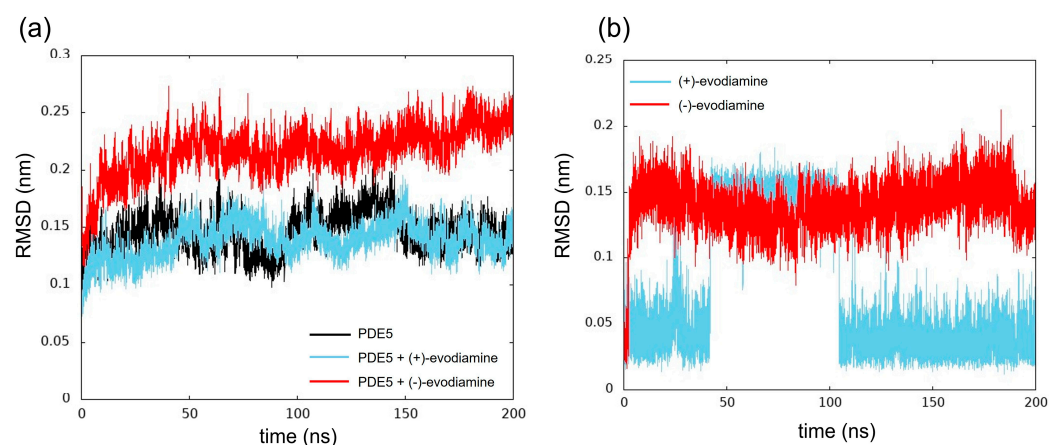 (a)
RMSD (nm)
0.3
0.25
0.2
0.15
0.1
0.05
0
PDE5
PDE5 + (+)-evodiamine
PDE5 + (-)-evodiamine
0
50
100
150
200
time (ns)
(b)
RMSD (nm)
0.25
0.2
0.15
0.1
0.05
0
(+)-evodiamine
(-)-evodiamine
0
50
100
150
200
time (ns)